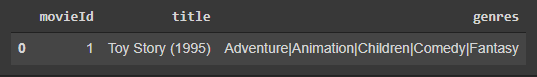 movieId title genres
0 1 Toy Story (1995) Adventure|Animation|Children|Comedy|Fantasy